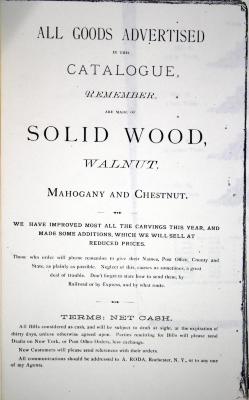 ALL GOODS ADVERTISED
IN THIS
CATALOGUE,
REMEMBER,
ARE MADE OF
SOLID WOOD,
WALNUT,
MAHOGANY AND CHESTNUT.
WE HAVE IMPROVED MOST ALL THE CARVINGS THIS YEAR, AND
MADE SOME ADDITIONS, WHICH WE WILL SELL AT
REDUCED PRICES.
Those who order will please remember to give their Names, Post Office, County and
State, as plainly as possible. Neglect of this, causes us sometimes, a great
deal of trouble. Don't forget to state how to send them, by
Railroad or by Express, and by what route.
TERMS: NET CASH.
All Bills considered as cash, and will be subject to draft at sight, at the expiration of
thirty days, unless otherwise agreed upon. Parties remitting for Bills will please send
Drafts on New York, or Post Office Orders, less exchange.
New Customers will please send references with their orders.
All communications should be addressed to A. RODA, Rochester, N. Y., or to any one
of my Agents.